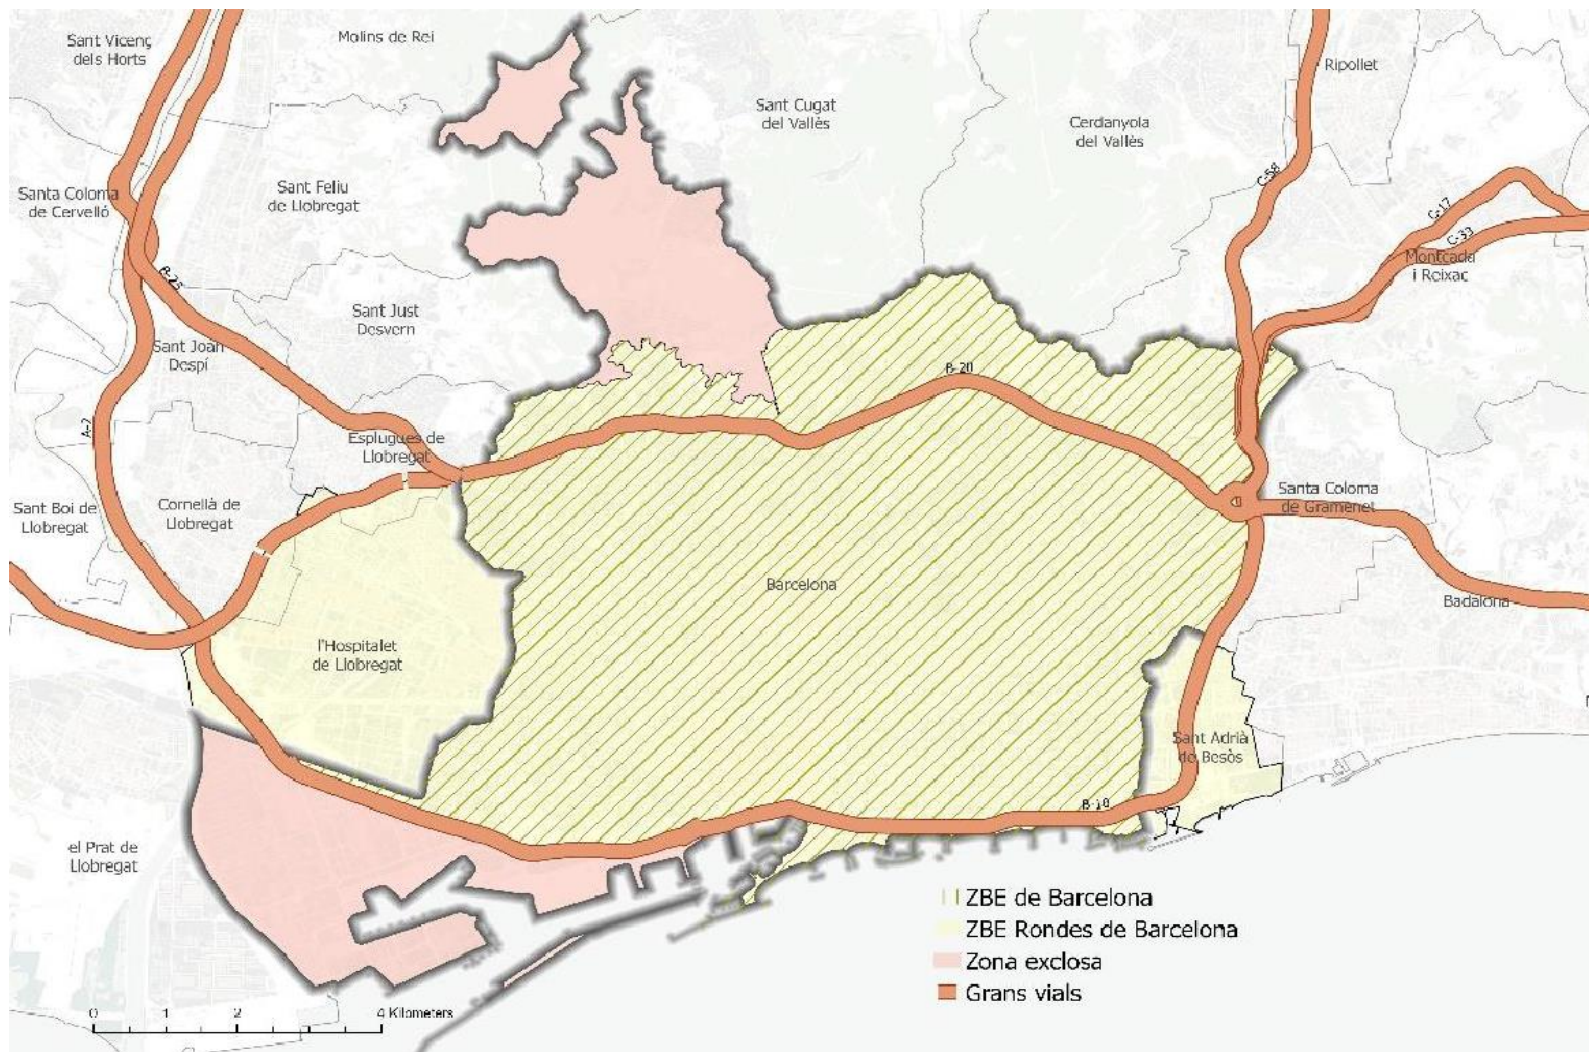 Sant Vicenç
dels Horts
Molins de Rei
Ripollet
Sant Cugat
del Vallès
Cerdanyola
del Vallès
C-58
Santa Coloma
de Cervelló
Sant Feliu
de Llobregat
C-17
C-33
Montcada
i Reixac
B-23
Sant Just
Desvern
Sant Joan
Despí
B-20
A-2
Esplugues de
Llobregat
Sant Boi de
Llobregat
Cornellà de
Llobregat
Santa Coloma
de Gramenet
Barcelona
Badalona
l'Hospitalet
de Llobregat
Sant Adrià
de Besòs
B-10
el Prat de
Llobregat
ZBE de Barcelona
ZBE Rondes de Barcelona
Zona exclosa
Grans vials
0 1 2 4 Kilometers